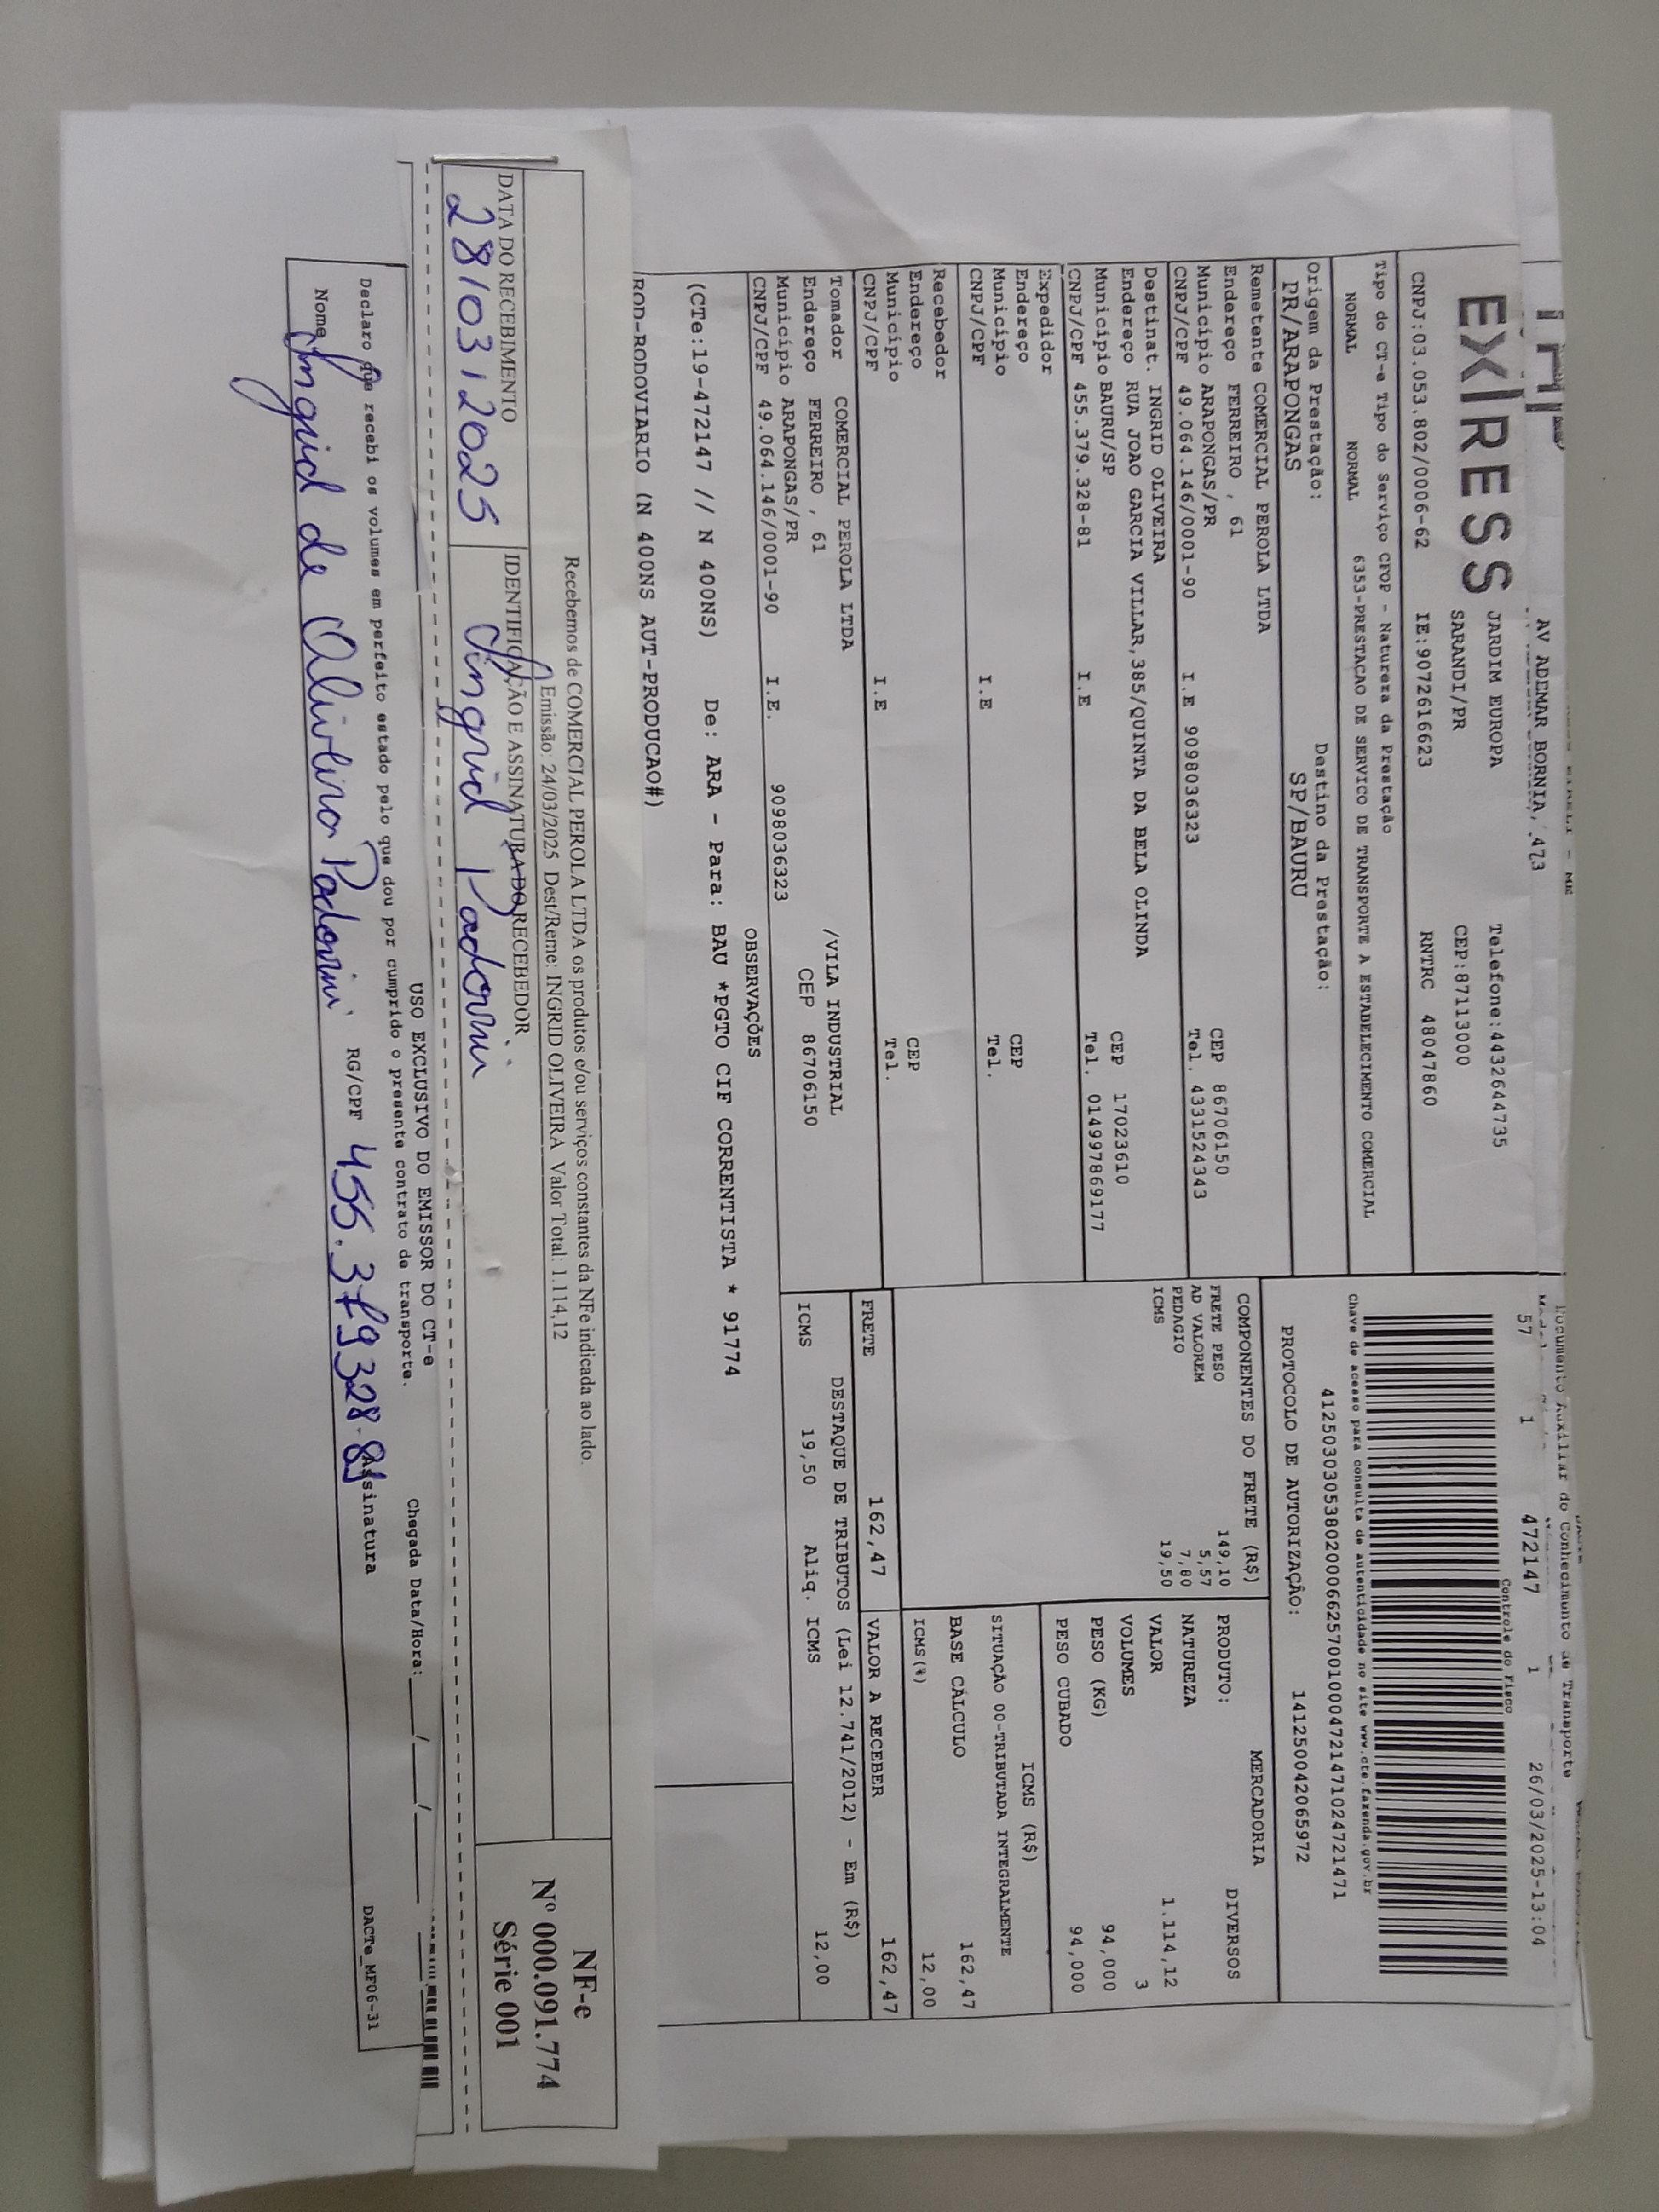 EXPRESS
AV ADEMAR BORNIA, 473
JARDIM EUROPA Telefone:4432644735
SARANDI/PR CEP:87113000
CNPJ:03.053.802/0006-62 IE:9072616623 RNTRC 48047860
Tipo do CT-e Tipo do Serviço CFOP - Natureza da Prestação
NORMAL NORMAL 6353-PRESTAÇAO DE SERVICO DE TRANSPORTE A ESTABELECIMENTO COMERCIAL
Origem da Prestação: Destino da Prestação:
PR/ARAPONGAS SP/BAURU
Remetente COMERCIAL PEROLA LTDA
Endereço FERREIRO , 61 CEP 86706150
Município ARAPONGAS/PR Tel. 4331524343
CNPJ/CPF 49.064.146/0001-90 I.E 9098036323
Destinat. INGRID OLIVEIRA
Endereço RUA JOAO GARCIA VILLAR,385/QUINTA DA BELA OLINDA
Município BAURU/SP CEP 17023610
CNPJ/CPF 455.379.328-81 I.E Tel. 014997869177
Expedidor
Endereço
Município CEP
CNPJ/CPF I.E Tel.
Recebedor
Endereço
Município CEP
CNPJ/CPF I.E Tel.
Tomador COMERCIAL PEROLA LTDA
Endereço FERREIRO , 61 /VILA INDUSTRIAL
Município ARAPONGAS/PR CEP 86706150
CNPJ/CPF 49.064.146/0001-90 I.E. 9098036323
Documento Auxiliar do Conhecimento de Transporte
57 1 472147 1 26/03/2025-13:04
Controle do Fisco
Chave de acesso para consulta de autenticidade no site www.cte.fazenda.gov.br
41250303053802000662570010004721471024721471
PROTOCOLO DE AUTORIZAÇÃO: 141250042065972
COMPONENTES DO FRETE (R$)
FRETE PESO 149,10
AD VALOREM 5,57
PEDAGIO 7,80
ICMS 19,50
MERCADORIA
PRODUTO: DIVERSOS
NATUREZA
VALOR 1.114,12
VOLUMES 3
PESO (KG) 94,000
PESO CUBADO 94,000
ICMS (R$)
SITUAÇÃO 00-TRIBUTADA INTEGRALMENTE
BASE CÁLCULO 162,47
ICMS(%) 12,00
FRETE 162,47 VALOR A RECEBER 162,47
DESTAQUE DE TRIBUTOS (Lei 12.741/2012) - Em (R$)
ICMS 19,50 Aliq. ICMS 12,00
OBSERVAÇÕES
(CTe:19-472147 // N 400NS) De: ARA - Para: BAU *PGTO CIF CORRENTISTA * 91774
ROD-RODOVIARIO (N 400NS AUT-PRODUCAO#)
Recebemos de COMERCIAL PEROLA LTDA os produtos e/ou serviços constantes da NFe indicada ao lado.
Emissão: 24/03/2025 Dest/Reme: INGRID OLIVEIRA Valor Total: 1.114,12
DATA DO RECEBIMENTO IDENTIFICAÇÃO E ASSINATURA DO RECEBEDOR
28/03/2025 Ingrid Padovini
NF-e
Nº 000.091.774
Série 001
USO EXCLUSIVO DO EMISSOR DO CT-e
Declaro que recebi os volumes em perfeito estado pelo que dou por cumprido o presente contrato de transporte.
Chegada Data/Hora: ___/___/___
Nome Ingrid de Oliveira Padovini RG/CPF 455.379328-81 Assinatura
DACTe_MF06-31